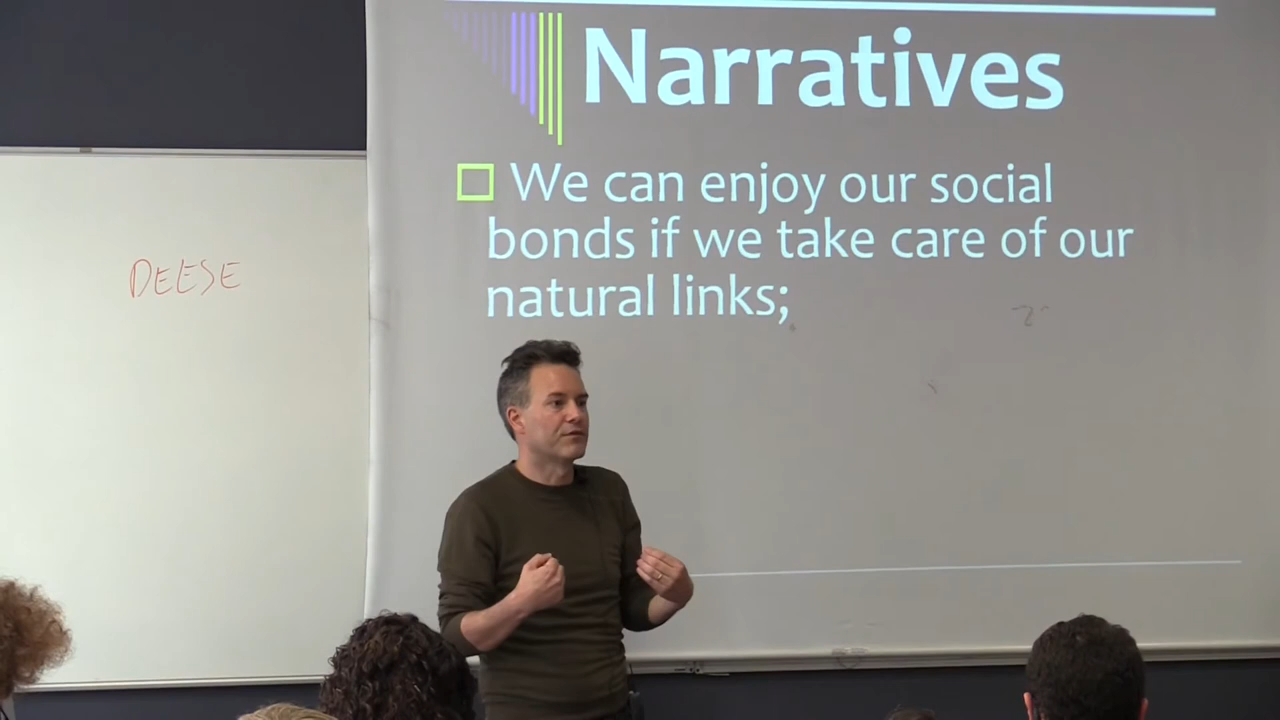 Narratives
We can enjoy our social
bonds if we take care of our
natural links;
DEESE